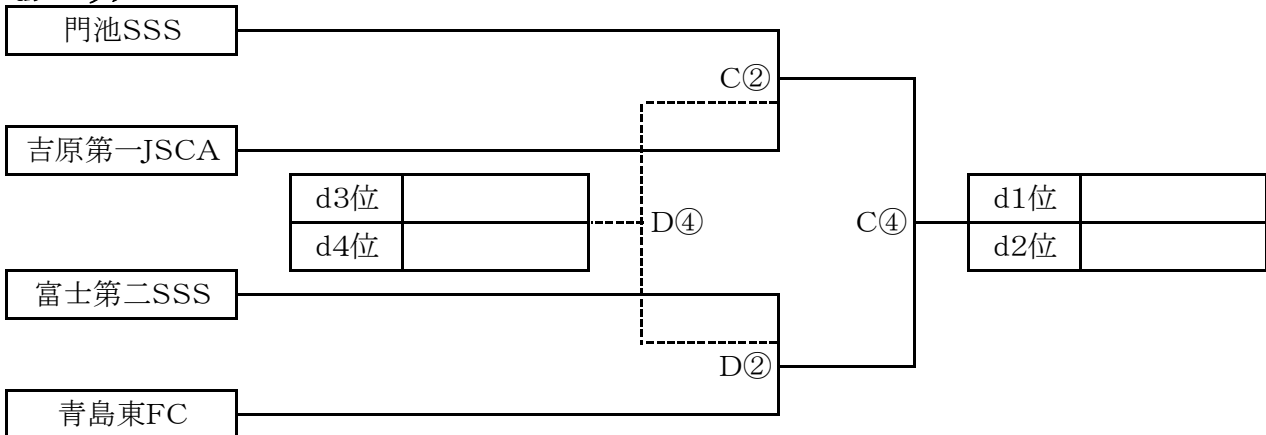 門池SSS
C②
吉原第一JSCA
d3位
d4位
D④
C④
d1位
d2位
富士第二SSS
D②
青島東FC